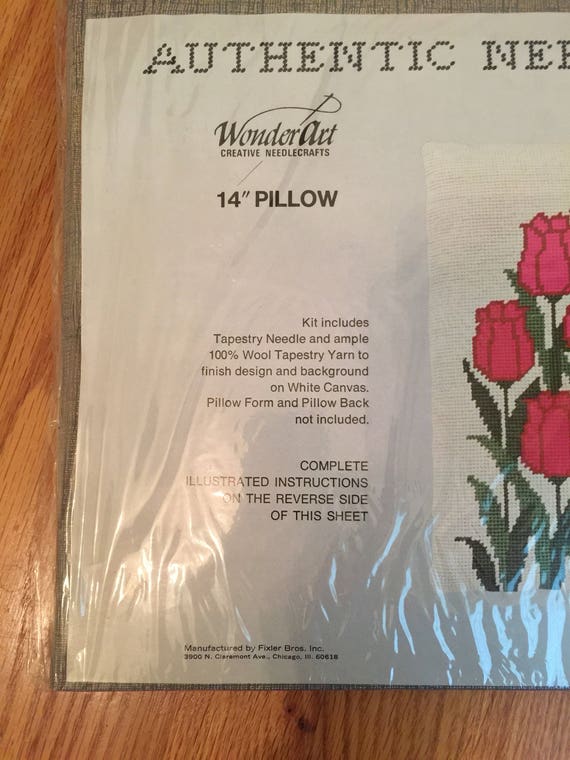 AUTHENTIC NEE
WonderArt
CREATIVE NEEDLECRAFTS
14" PILLOW
Kit includes
Tapestry Needle and ample
100% Wool Tapestry Yarn to
finish design and background
on White Canvas.
Pillow Form and Pillow Back
not included.
COMPLETE
ILLUSTRATED INSTRUCTIONS
ON THE REVERSE SIDE
OF THIS SHEET
Manufactured by Fixler Bros. Inc.
3900 N. Claremont Ave., Chicago, Ill. 60618